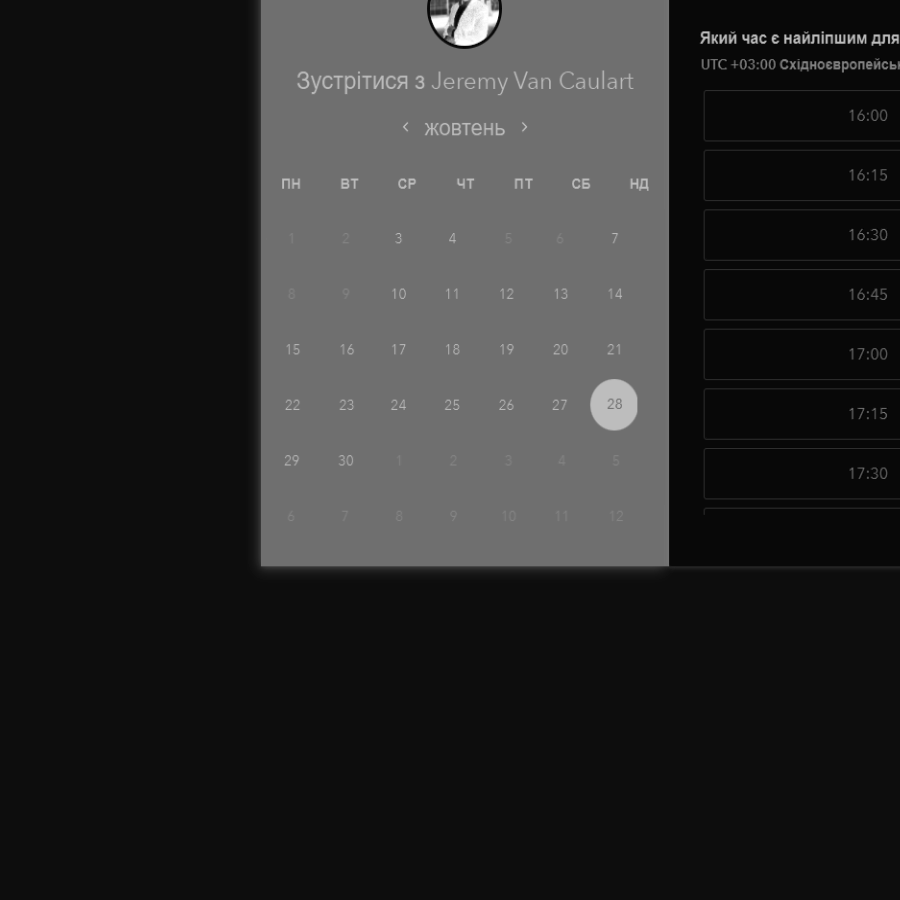 Зустрітися з Jeremy Van Caulart
жовтень
ПН ВТ СР ЧТ ПТ СБ НД
1 2 3 4 5 6 7
8 9 10 11 12 13 14
15 16 17 18 19 20 21
22 23 24 25 26 27 28
29 30 1 2 3 4 5
6 7 8 9 10 11 12
Який час є найліпшим для
UTC +03:00 Східноєвропейсь
16:00
16:15
16:30
16:45
17:00
17:15
17:30